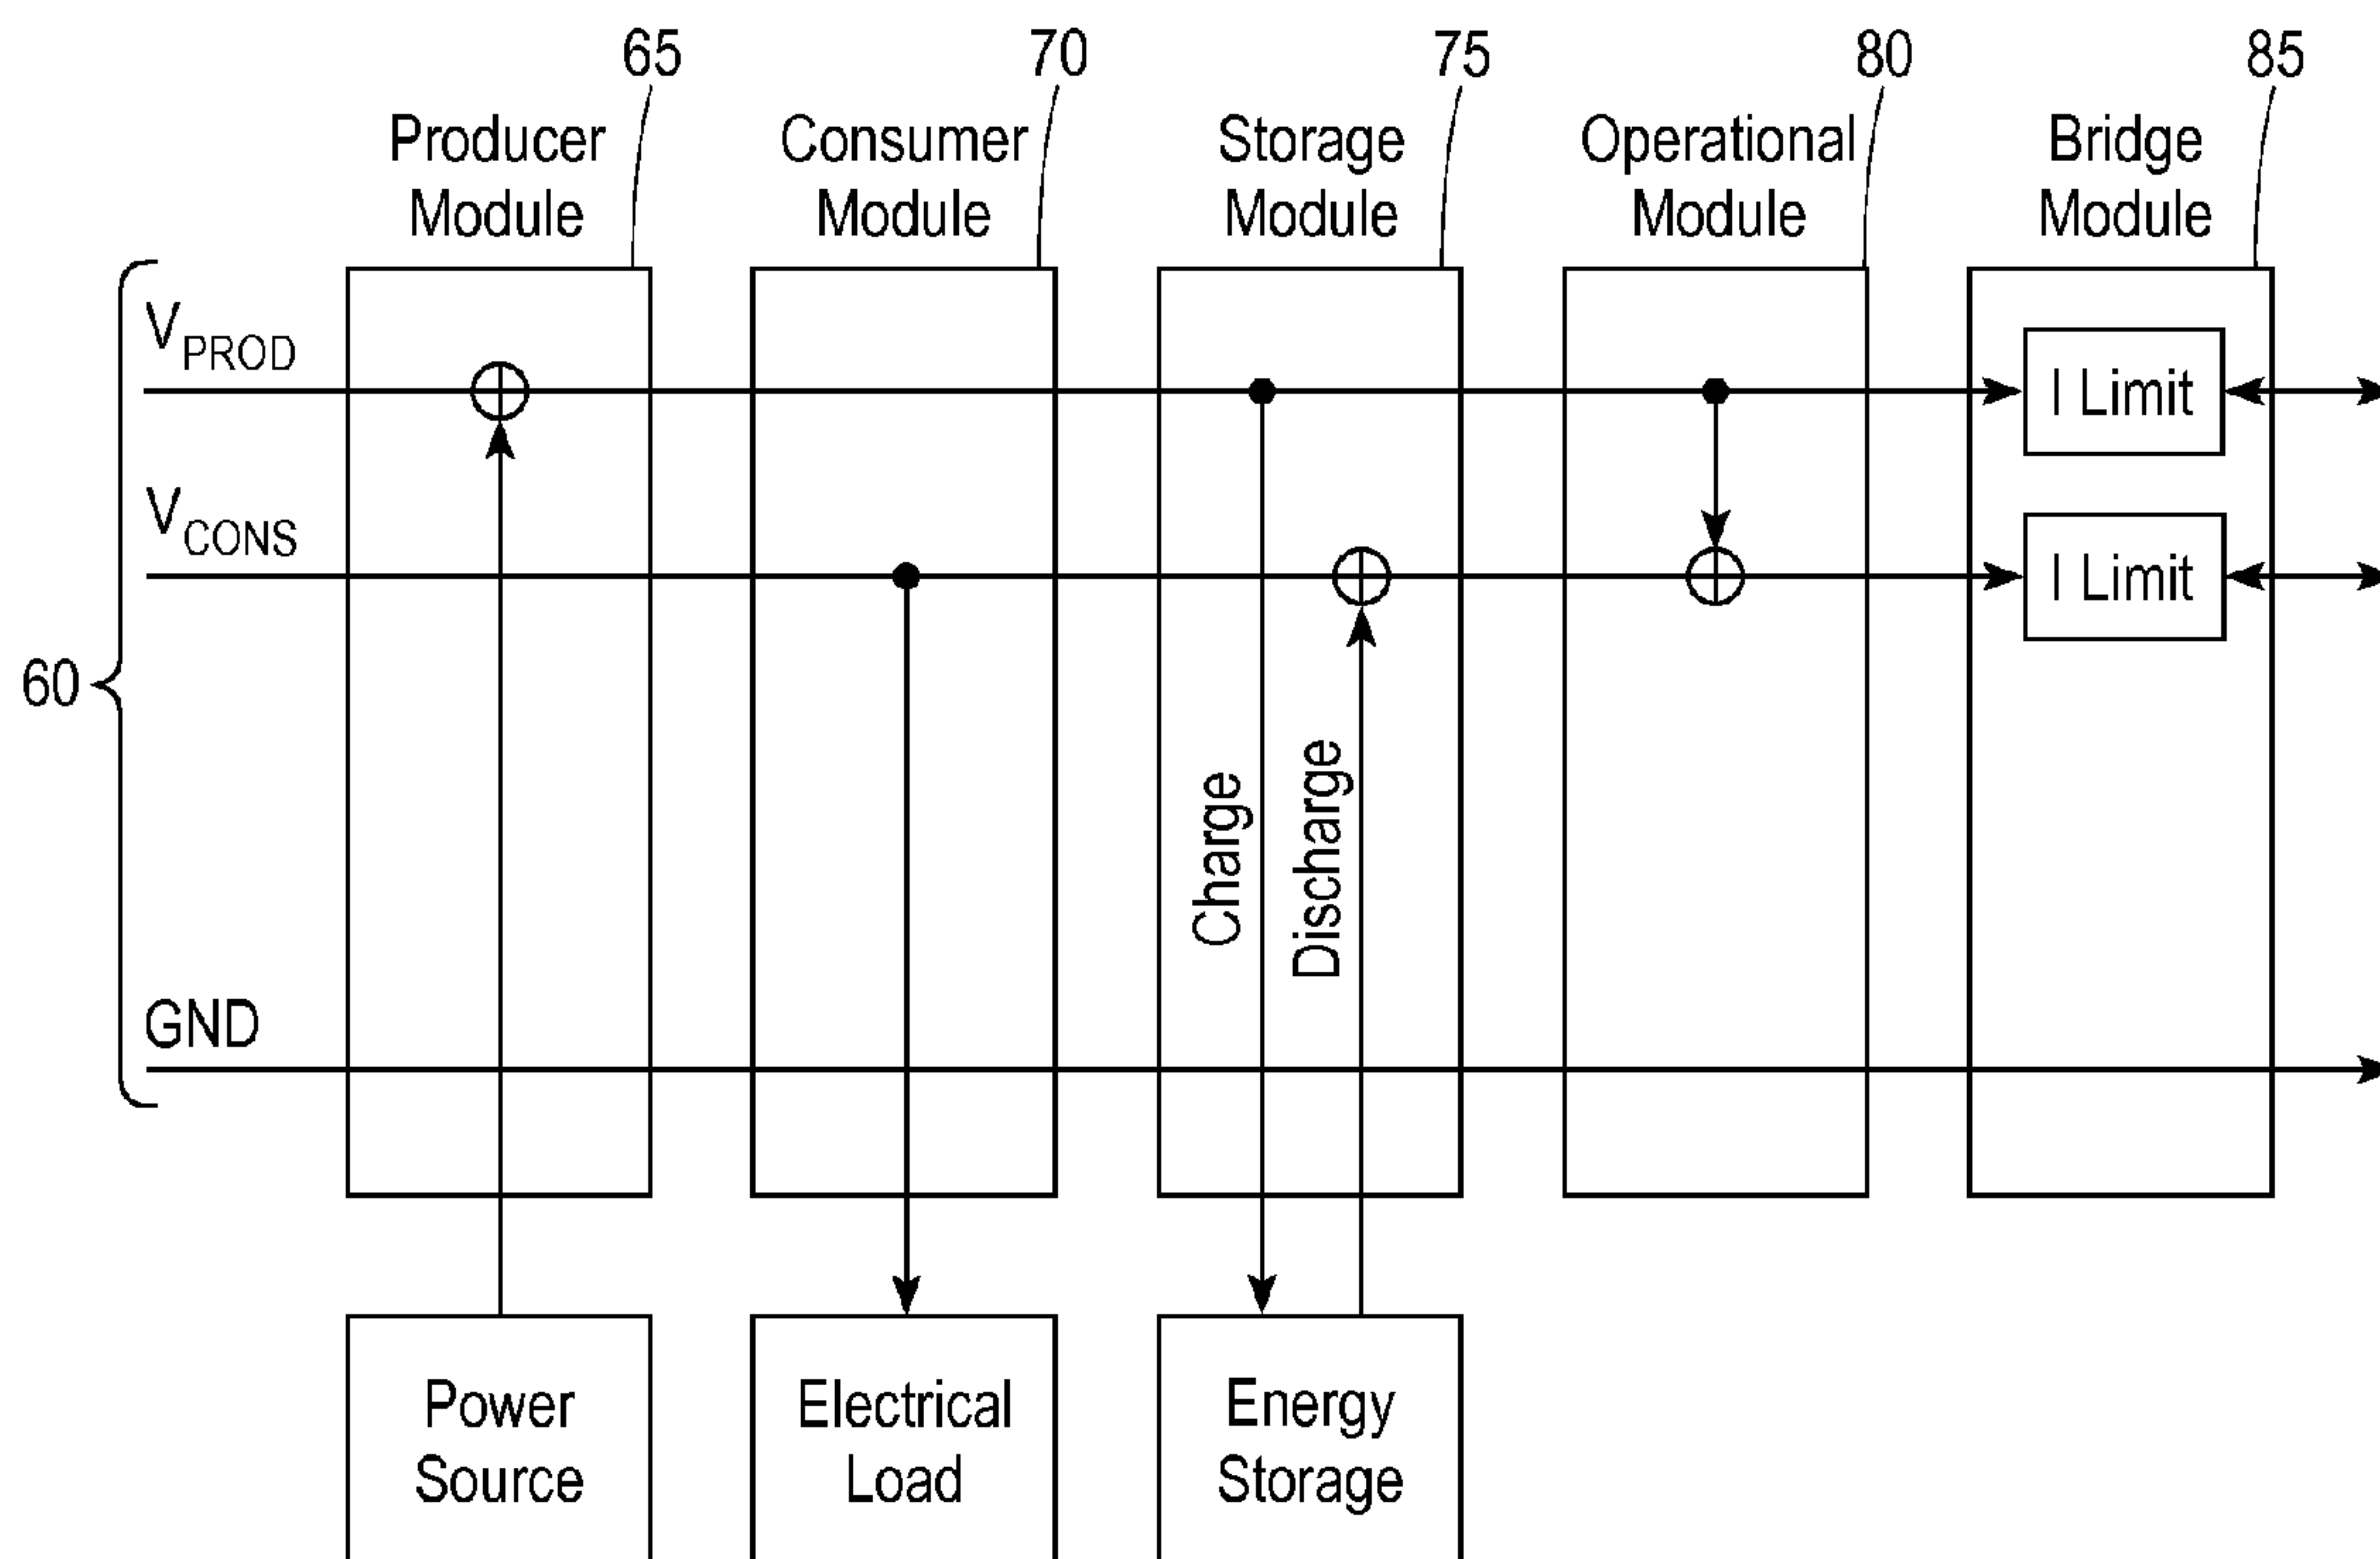 65
70
75
80
85
Producer
Module
Consumer
Module
Storage
Module
Operational
Module
Bridge
Module
VPROD
I Limit
VCONS
I Limit
60
Charge
Discharge
GND
Power
Source
Electrical
Load
Energy
Storage